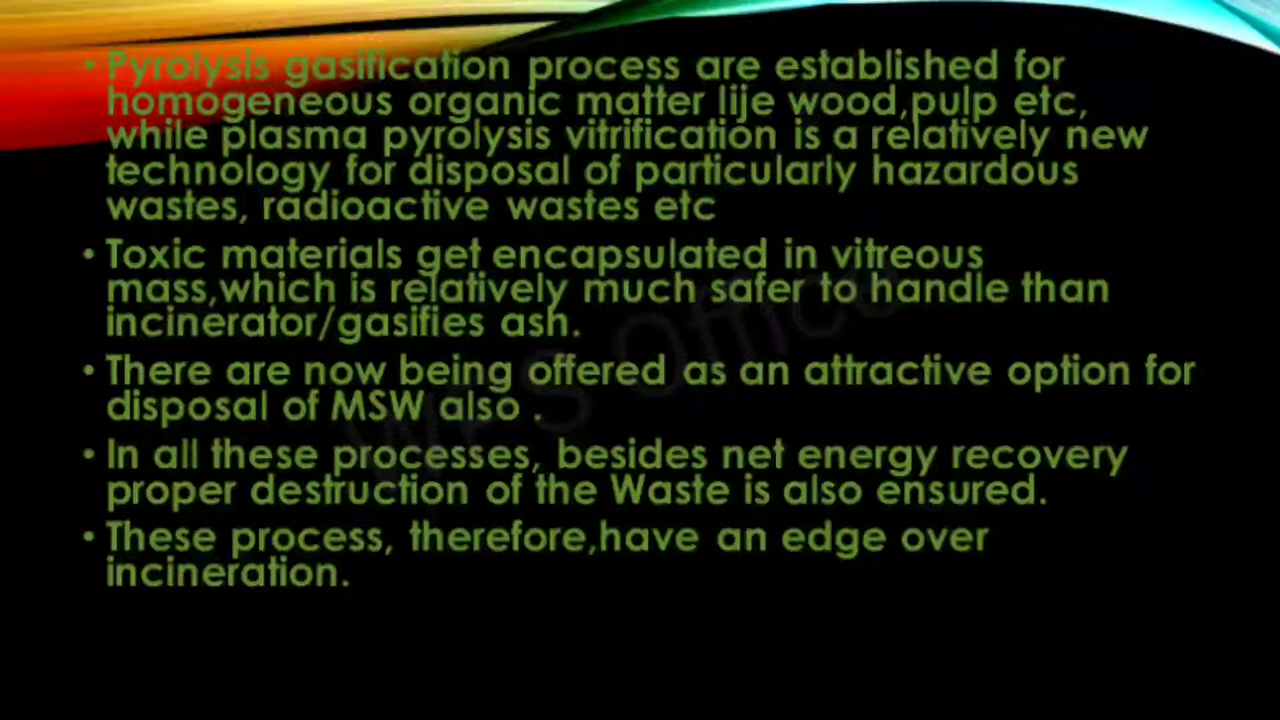 • Pyrolysis gasification process are established for
homogeneous organic matter lije wood,pulp etc,
while plasma pyrolysis vitrification is a relatively new
technology for disposal of particularly hazardous
wastes, radioactive wastes etc
• Toxic materials get encapsulated in vitreous
mass,which is relatively much safer to handle than
incinerator/gasifies ash.
• There are now being offered as an attractive option for
disposal of MSW also .
• In all these processes, besides net energy recovery
proper destruction of the Waste is also ensured.
• These process, therefore,have an edge over
incineration.
WPS Office